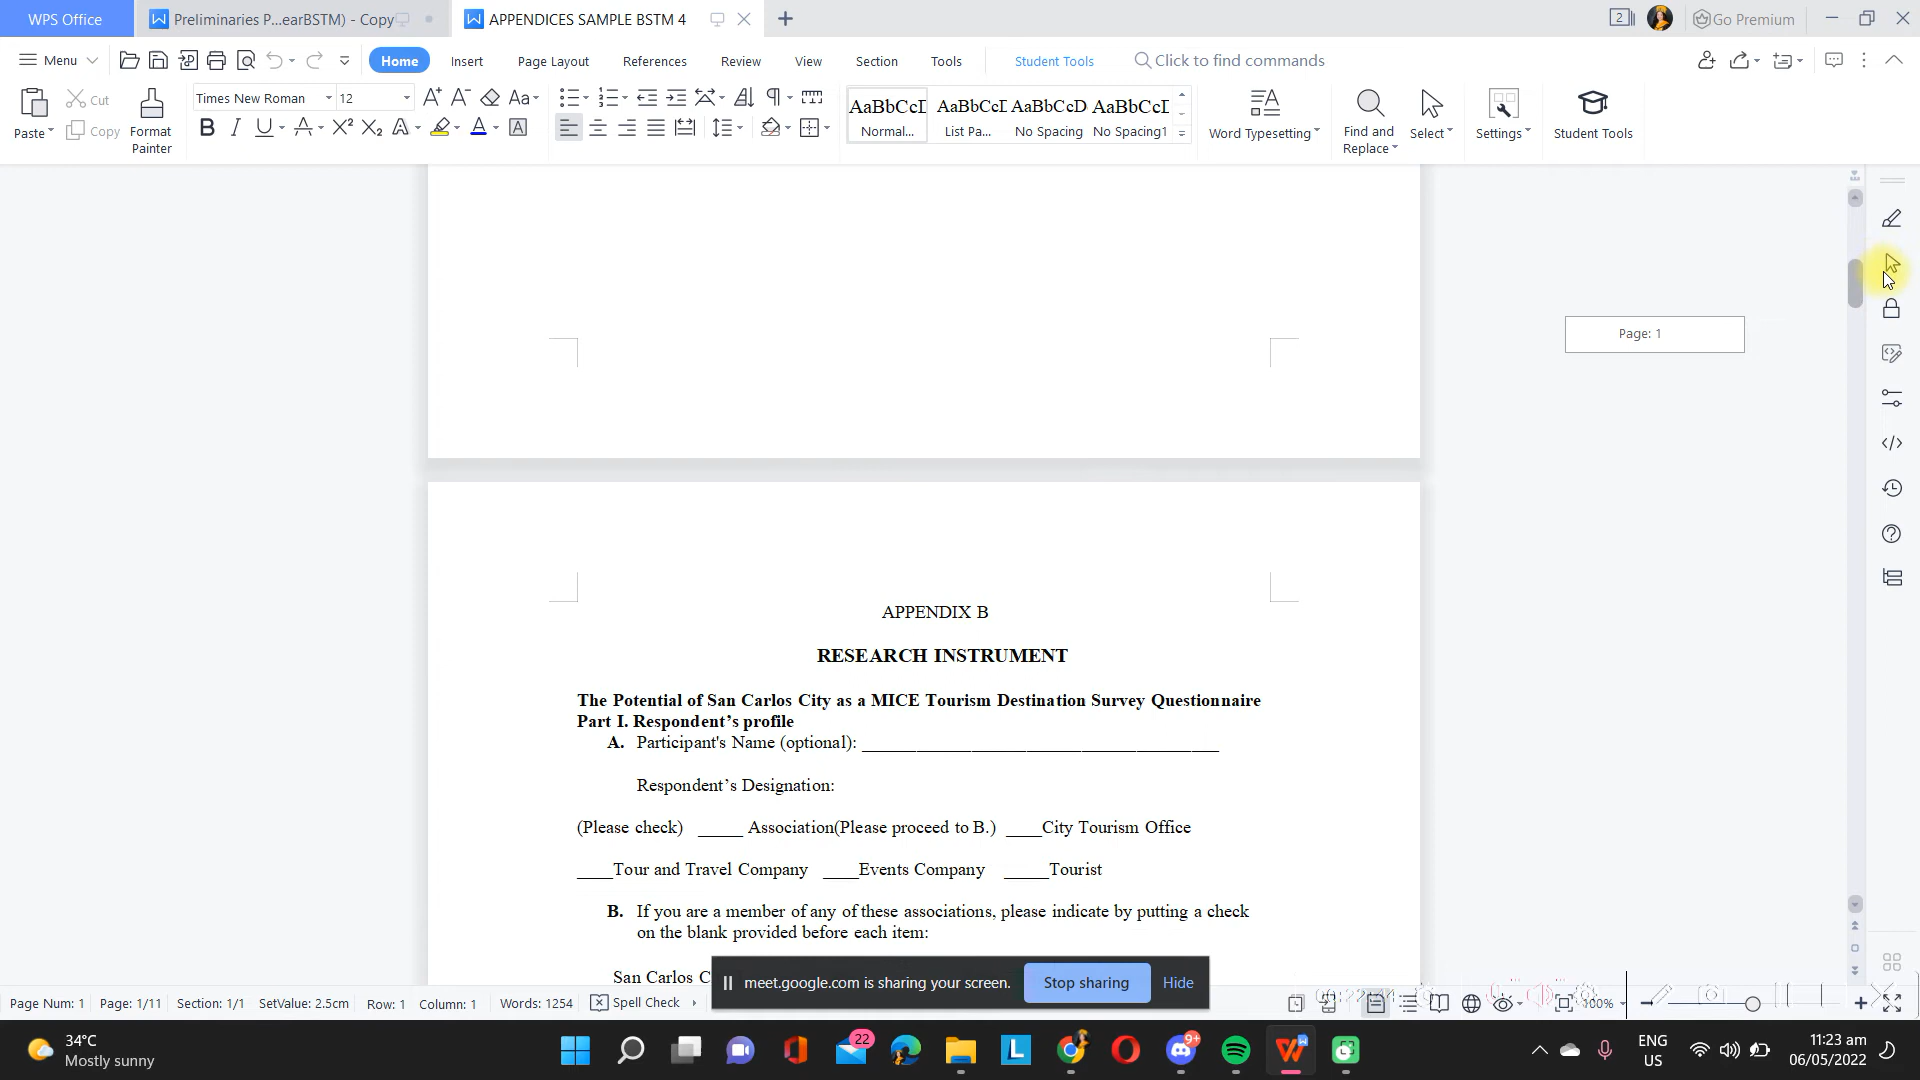 WPS Office
Preliminaries P...earBSTM) - Copy
APPENDICES SAMPLE BSTM 4
2
Go Premium
Menu
Home
Insert
Page Layout
References
Review
View
Section
Tools
Student Tools
Click to find commands
Paste
Cut
Copy
Format
Painter
Times New Roman
12
AaBbCcD
Normal...
AaBbCcD
List Pa...
AaBbCcD
No Spacing
AaBbCcD
No Spacing1
Word Typesetting
Find and
Replace
Select
Settings
Student Tools
Page: 1
APPENDIX B
RESEARCH INSTRUMENT
The Potential of San Carlos City as a MICE Tourism Destination Survey Questionnaire
Part I. Respondent’s profile
A. Participant's Name (optional): ________________________________________
Respondent’s Designation:
(Please check) _____ Association(Please proceed to B.) ____City Tourism Office
____Tour and Travel Company ____Events Company _____Tourist
B. If you are a member of any of these associations, please indicate by putting a check
on the blank provided before each item:
San Carlos C
meet.google.com is sharing your screen.
Stop sharing
Hide
Page Num: 1
Page: 1/11
Section: 1/1
SetValue: 2.5cm
Row: 1
Column: 1
Words: 1254
Spell Check
100%
34°C
Mostly sunny
22
9+
ENG
US
11:23 am
06/05/2022